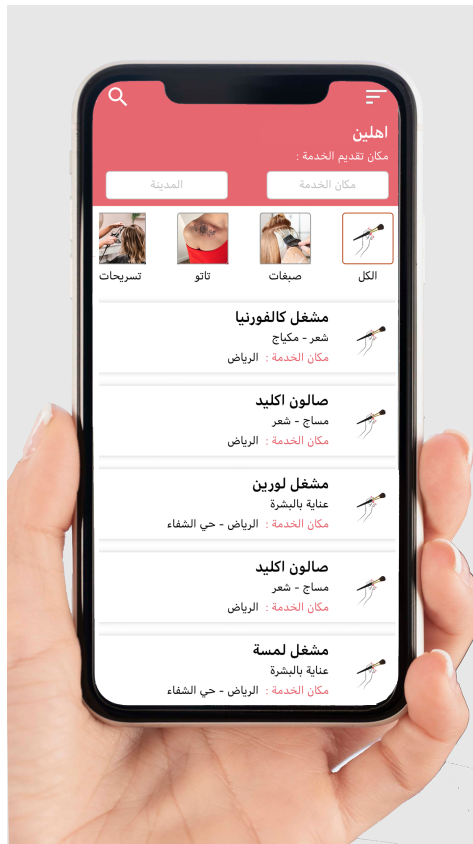 اهلين
مكان تقديم الخدمة :
مكان الخدمة
المدينة
الكل
صبغات
تاتو
تسريحات
مشغل كالفورنيا
شعر - مكياج
مكان الخدمة : الرياض
صالون اكليد
مساج - شعر
مكان الخدمة : الرياض
مشغل لورين
عناية بالبشرة
مكان الخدمة : الرياض - حي الشفاء
صالون اكليد
مساج - شعر
مكان الخدمة : الرياض
مشغل لمسة
عناية بالبشرة
مكان الخدمة : الرياض - حي الشفاء